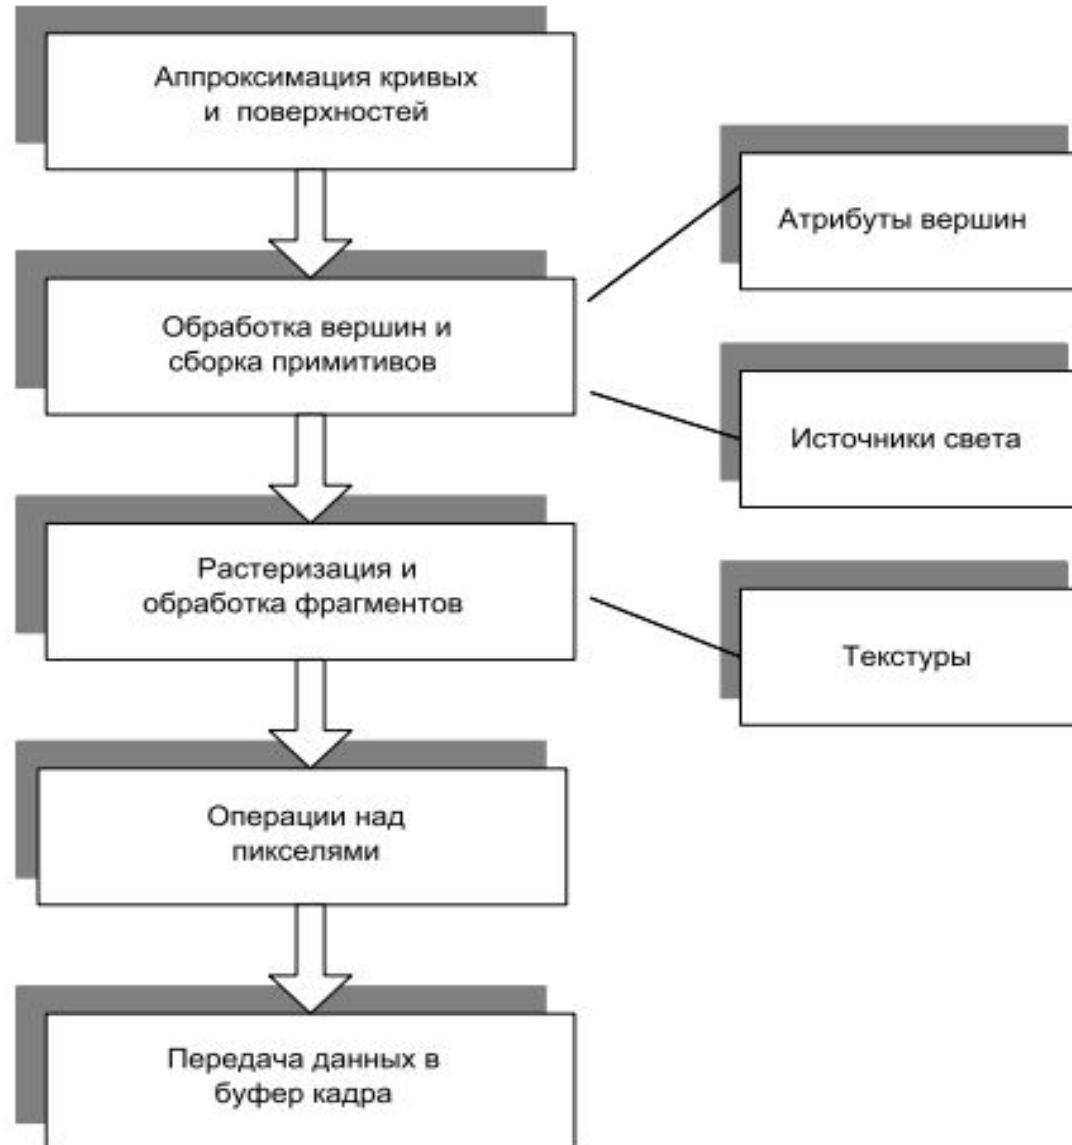 Аппроксимация кривых
и поверхностей
Атрибуты вершин
Обработка вершин и
сборка примитивов
Источники света
Растеризация и
обработка фрагментов
Текстуры
Операции над
пикселями
Передача данных в
буфер кадра